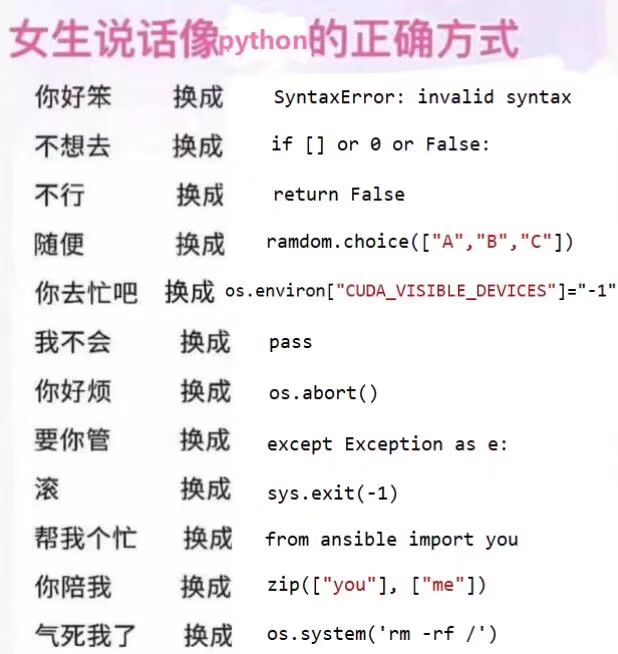 女生说话像python的正确方式
你好笨 换成 SyntaxError: invalid syntax
不想去 换成 if [] or 0 or False:
不行 换成 return False
随便 换成 ramdom.choice(["A","B","C"])
你去忙吧 换成 os.environ["CUDA_VISIBLE_DEVICES"]="-1"
我不会 换成 pass
你好烦 换成 os.abort()
要你管 换成 except Exception as e:
滚 换成 sys.exit(-1)
帮我个忙 换成 from ansible import you
你陪我 换成 zip(["you"], ["me"])
气死我了 换成 os.system('rm -rf /')